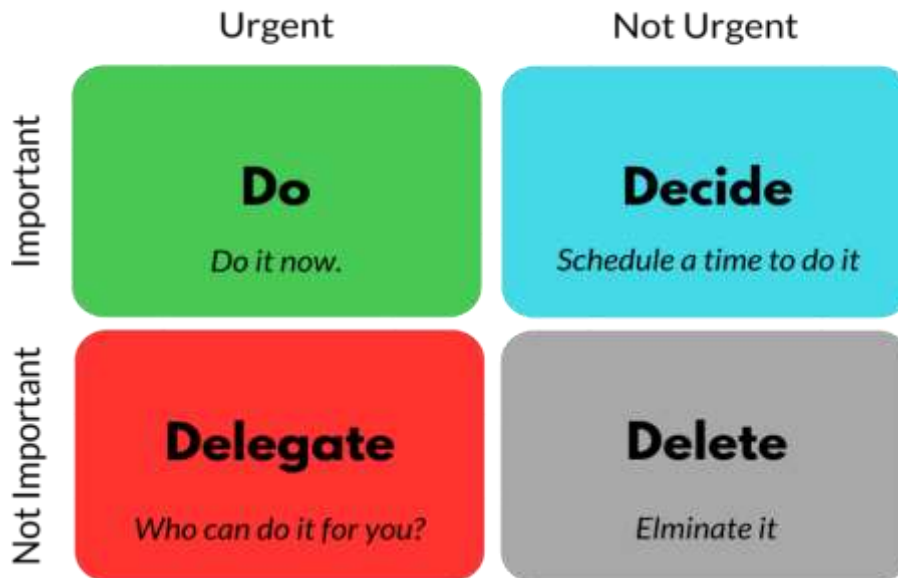 Urgent
Not Urgent
Important
Do
Do it now.
Decide
Schedule a time to do it
Not Important
Delegate
Who can do it for you?
Delete
Elminate it